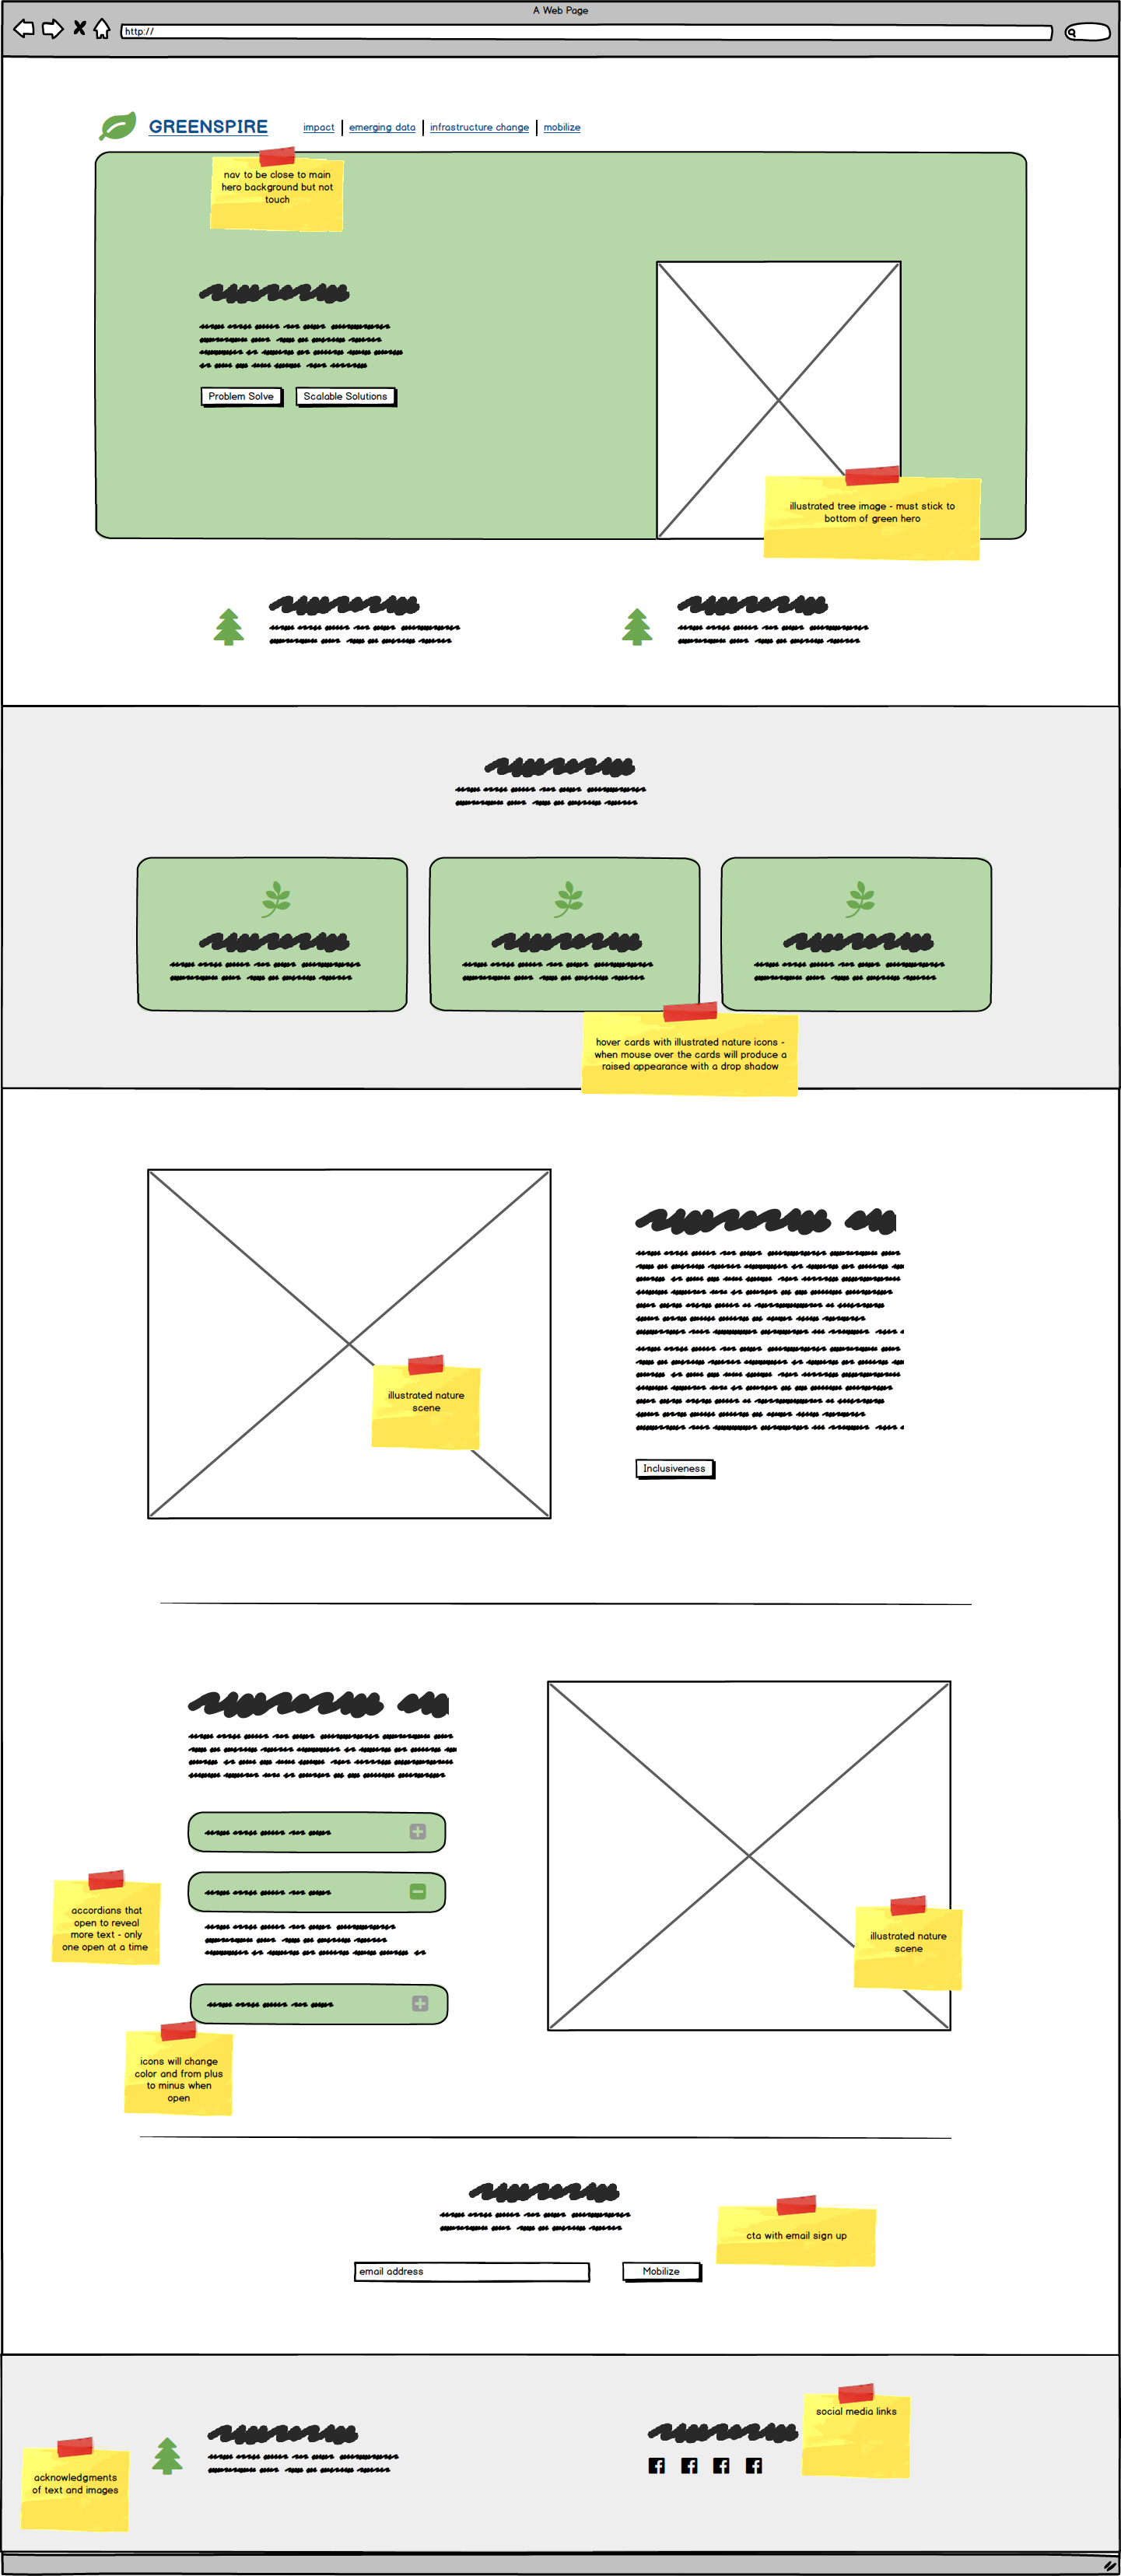 A Web Page
http://
GREENSPIRE
impact
emerging data
infrastructure change
mobilize
nav to be close to main
hero background but not
touch
Problem Solve
Scalable Solutions
illustrated tree image - must stick to
bottom of green hero
hover cards with illustrated nature icons -
when mouse over the cards will produce a
raised appearance with a drop shadow
illustrated nature
scene
Inclusiveness
accordians that
open to reveal
more text - only
one open at a time
illustrated nature
scene
icons will change
color and from plus
to minus when
open
cta with email sign up
email address
Mobilize
social media links
acknowledgments
of text and images